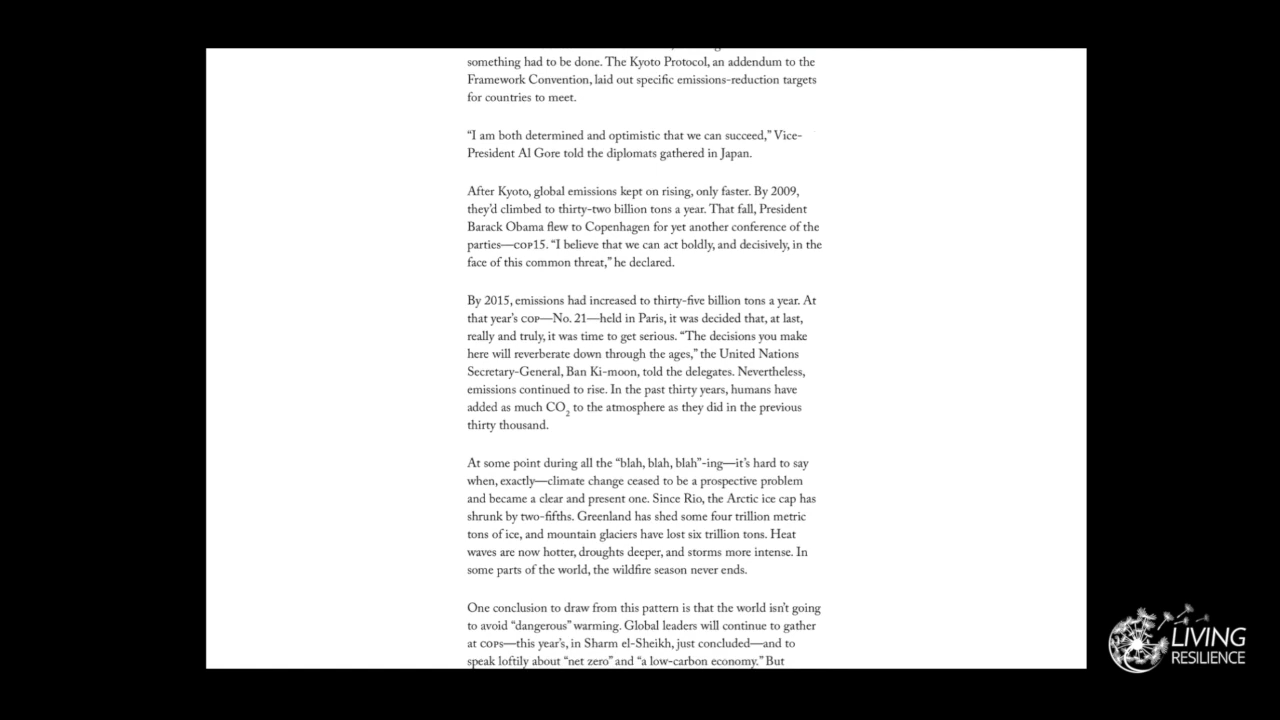 something had to be done. The Kyoto Protocol, an addendum to the
Framework Convention, laid out specific emissions-reduction targets
for countries to meet.
“I am both determined and optimistic that we can succeed,” Vice-
President Al Gore told the diplomats gathered in Japan.
After Kyoto, global emissions kept on rising, only faster. By 2009,
they’d climbed to thirty-two billion tons a year. That fall, President
Barack Obama flew to Copenhagen for yet another conference of the
parties—COP15. “I believe that we can act boldly, and decisively, in the
face of this common threat,” he declared.
By 2015, emissions had increased to thirty-five billion tons a year. At
that year’s COP—No. 21—held in Paris, it was decided that, at last,
really and truly, it was time to get serious. “The decisions you make
here will reverberate down through the ages,” the United Nations
Secretary-General, Ban Ki-moon, told the delegates. Nevertheless,
emissions continued to rise. In the past thirty years, humans have
added as much CO₂ to the atmosphere as they did in the previous
thirty thousand.
At some point during all the “blah, blah, blah”-ing—it’s hard to say
when, exactly—climate change ceased to be a prospective problem
and became a clear and present one. Since Rio, the Arctic ice cap has
shrunk by two-fifths. Greenland has shed some four trillion metric
tons of ice, and mountain glaciers have lost six trillion tons. Heat
waves are now hotter, droughts deeper, and storms more intense. In
some parts of the world, the wildfire season never ends.
One conclusion to draw from this pattern is that the world isn’t going
to avoid “dangerous” warming. Global leaders will continue to gather
at COPs—this year’s, in Sharm el-Sheikh, just concluded—and to
speak loftily about “net zero” and “a low-carbon economy.” But
LIVING
RESILIENCE